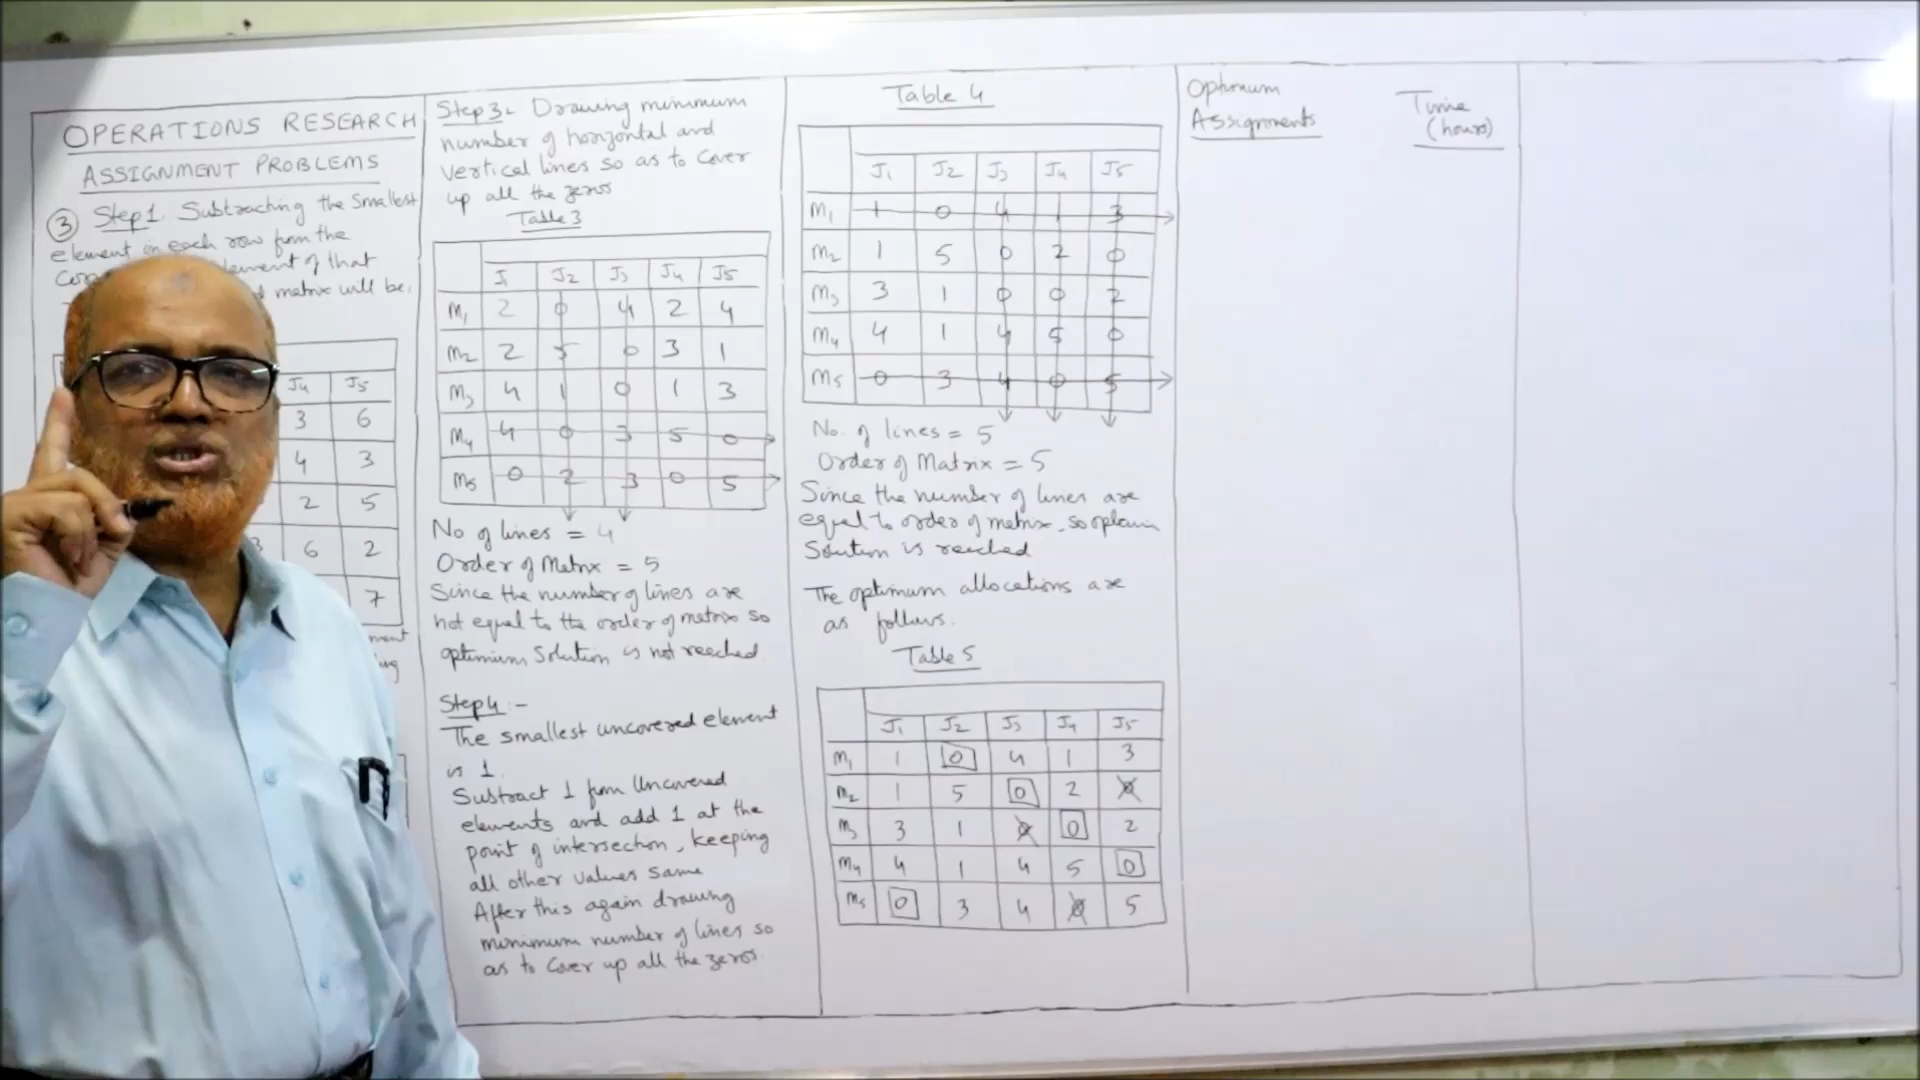 OPERATIONS RESEARCH
ASSIGNMENT PROBLEMS
③ Step1. Subtracting the Smallest
element in each row from the
element of that
matrix will be.
J4 J5
3 6
4 3
2 5
3 6 2
7
Step3:- Drawing minimum
number of horizontal and
vertical lines so as to cover
up all the zeros
Table 3
J1 J2 J3 J4 J5
M1 2 0 4 2 4
M2 2 5 0 3 1
M3 4 1 0 1 3
M4 4 0 3 5 0
M5 0 2 3 0 5
No of lines = 4
Order of Matrix = 5
Since the number of lines are
not equal to the order of matrix so
optimum Solution is not reached.
Step4:-
The smallest uncovered element
is 1.
Subtract 1 from Uncovered
elements and add 1 at the
point of intersection, keeping
all other values same
After this again drawing
minimum number of lines so
as to cover up all the zeros.
Table 4
J1 J2 J3 J4 J5
M1 1 0 4 1 3
M2 1 5 0 2 0
M3 3 1 0 0 2
M4 4 1 4 5 0
M5 0 3 4 0 5
No. of lines = 5
Order of Matrix = 5
Since the number of lines are
equal to order of matrix, so
Solution is reached
The optimum allocations are
as follows.
Table 5
J1 J2 J3 J4 J5
M1 1 0 4 1 3
M2 1 5 0 2 0
M3 3 1 0 0 2
M4 4 1 4 5 0
M5 0 3 4 0 5
Optimum
Assignments
Time
(hours)